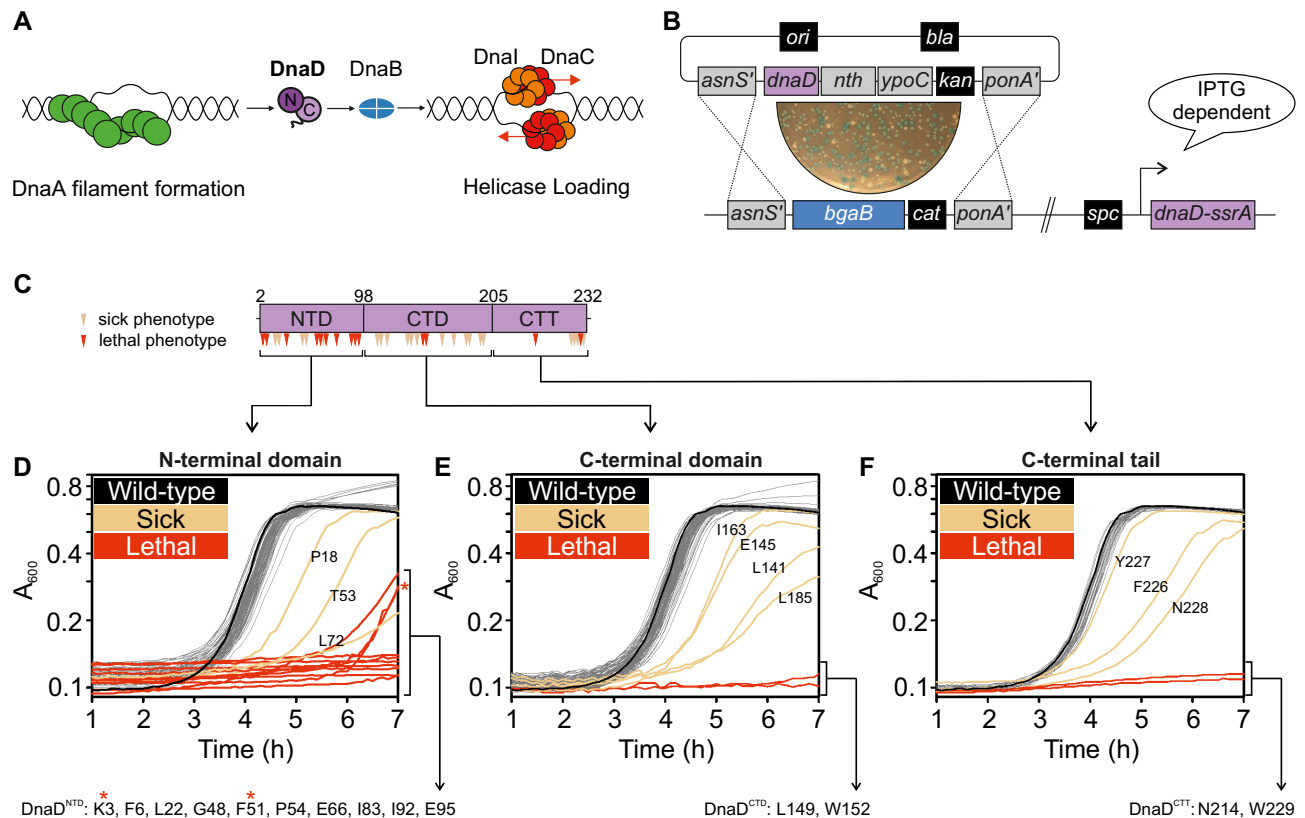 A
DnaD
DnaB
DnaI
DnaC
N
C
DnaA filament formation
Helicase Loading
B
ori
bla
asnS'
dnaD
nth
ypoC
kan
ponA'
IPTG
dependent
asnS'
bgaB
cat
ponA'
spc
dnaD-ssrA
C
sick phenotype
lethal phenotype
2
98
205
232
NTD
CTD
CTT
D
N-terminal domain
Wild-type
Sick
Lethal
P18
T53
L72
*
A600
0.8
0.4
0.2
0.1
1 2 3 4 5 6 7
Time (h)
* *
DnaDNTD: K3, F6, L22, G48, F51, P54, E66, I83, I92, E95
E
C-terminal domain
Wild-type
Sick
Lethal
I163
E145
L141
L185
A600
0.8
0.4
0.2
0.1
1 2 3 4 5 6 7
Time (h)
DnaDCTD: L149, W152
F
C-terminal tail
Wild-type
Sick
Lethal
Y227
F226
N228
A600
0.8
0.4
0.2
0.1
1 2 3 4 5 6 7
Time (h)
DnaDCTT: N214, W229